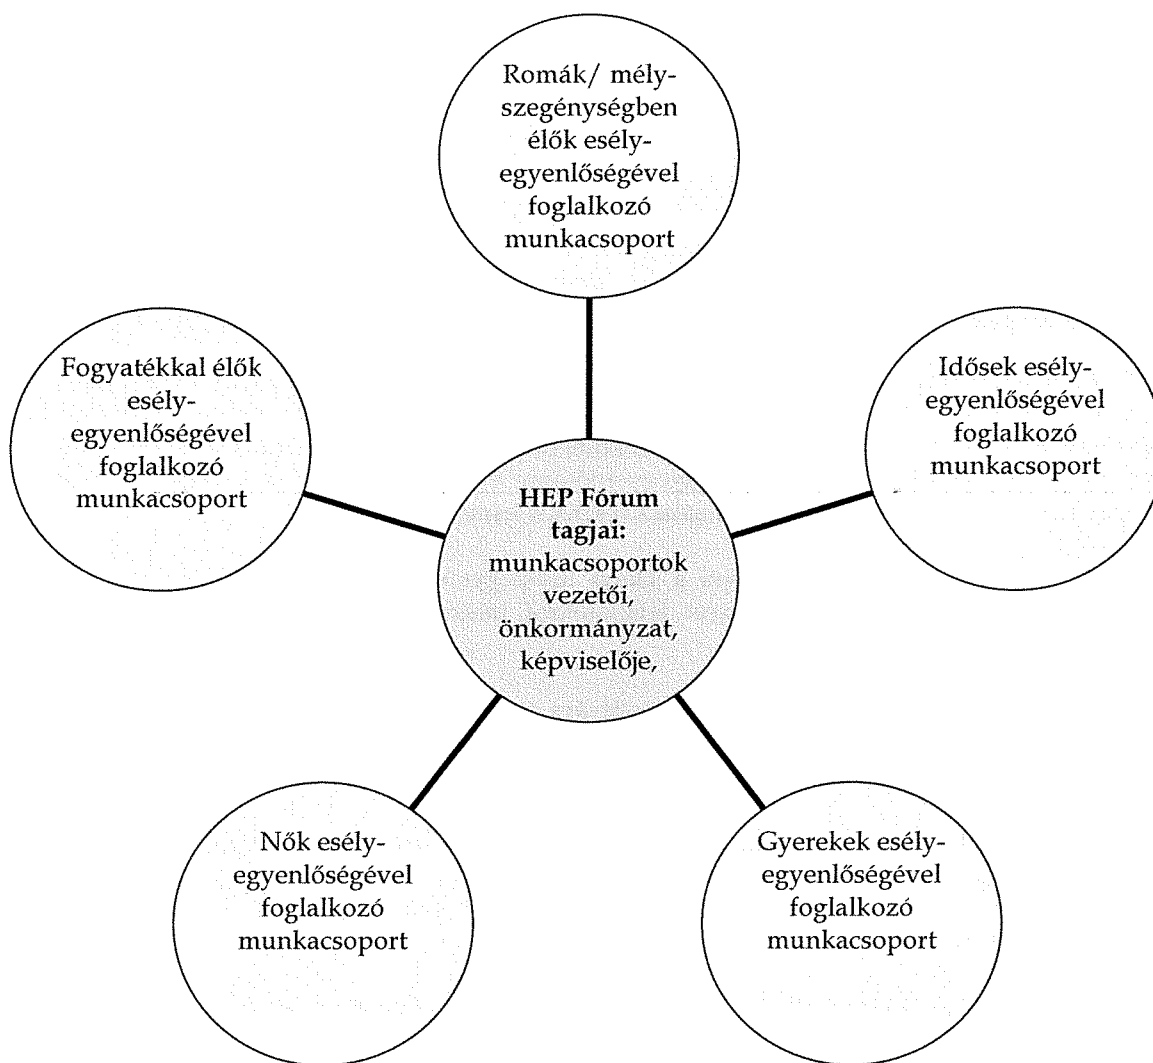 Romák/ mély-
szegénységben
élők esély-
egyenlőségével
foglalkozó
munkacsoport
Fogyatékkal élők
esély-
egyenlőségével
foglalkozó
munkacsoport
Idősek esély-
egyenlőségével
foglalkozó
munkacsoport
HEP Fórum
tagjai:
munkacsoportok
vezetői,
önkormányzat,
képviselője,
Nők esély-
egyenlőségével
foglalkozó
munkacsoport
Gyerekek esély-
egyenlőségével
foglalkozó
munkacsoport